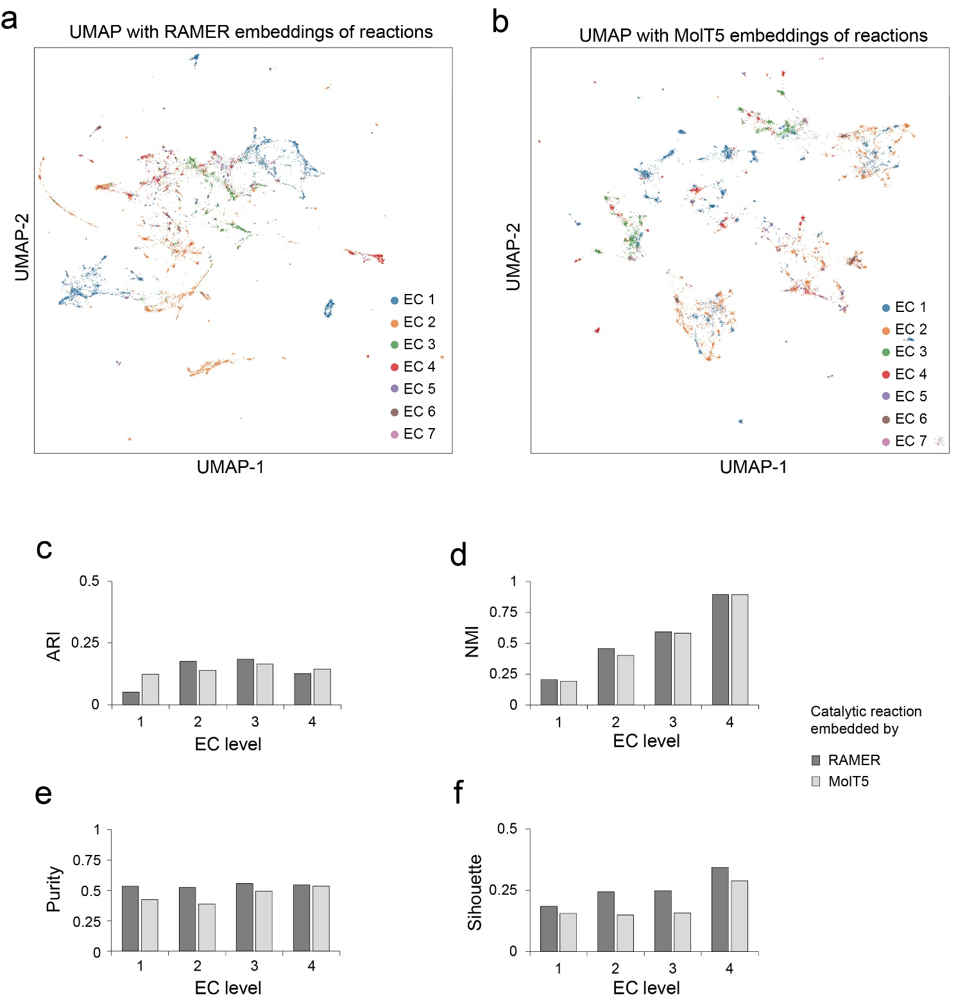 a
UMAP with RAMER embeddings of reactions
UMAP-2
EC 1
EC 2
EC 3
EC 4
EC 5
EC 6
EC 7
UMAP-1
b
UMAP with MolT5 embeddings of reactions
UMAP-2
EC 1
EC 2
EC 3
EC 4
EC 5
EC 6
EC 7
UMAP-1
c
ARI
0.5
0.25
0
1 2 3 4
EC level
d
NMI
1
0.75
0.5
0.25
0
1 2 3 4
EC level
Catalytic reaction
embedded by
RAMER
MolT5
e
Purity
1
0.75
0.5
0.25
0
1 2 3 4
EC level
f
Sihouette
0.5
0.25
0
1 2 3 4
EC level